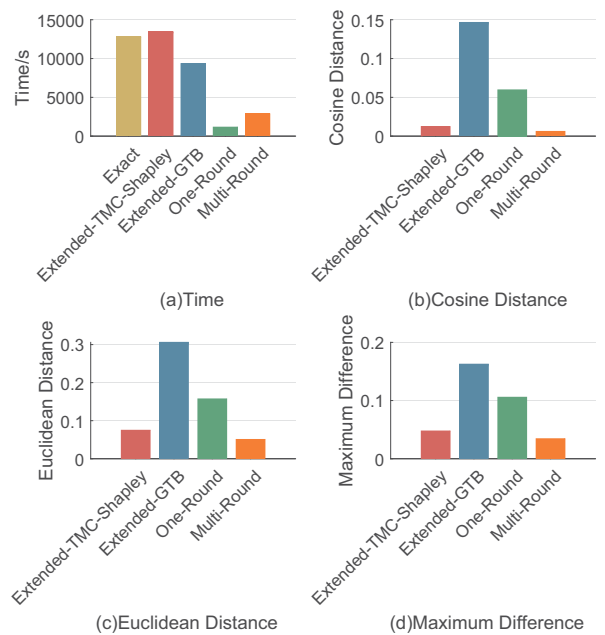 Time/s
15000
10000
5000
0
Exact
Extended-TMC-Shapley
Extended-GTB
One-Round
Multi-Round
(a)Time
Cosine Distance
0.15
0.1
0.05
0
Extended-TMC-Shapley
Extended-GTB
One-Round
Multi-Round
(b)Cosine Distance
Euclidean Distance
0.3
0.2
0.1
0
Extended-TMC-Shapley
Extended-GTB
One-Round
Multi-Round
(c)Euclidean Distance
Maximum Difference
0.2
0.1
0
Extended-TMC-Shapley
Extended-GTB
One-Round
Multi-Round
(d)Maximum Difference